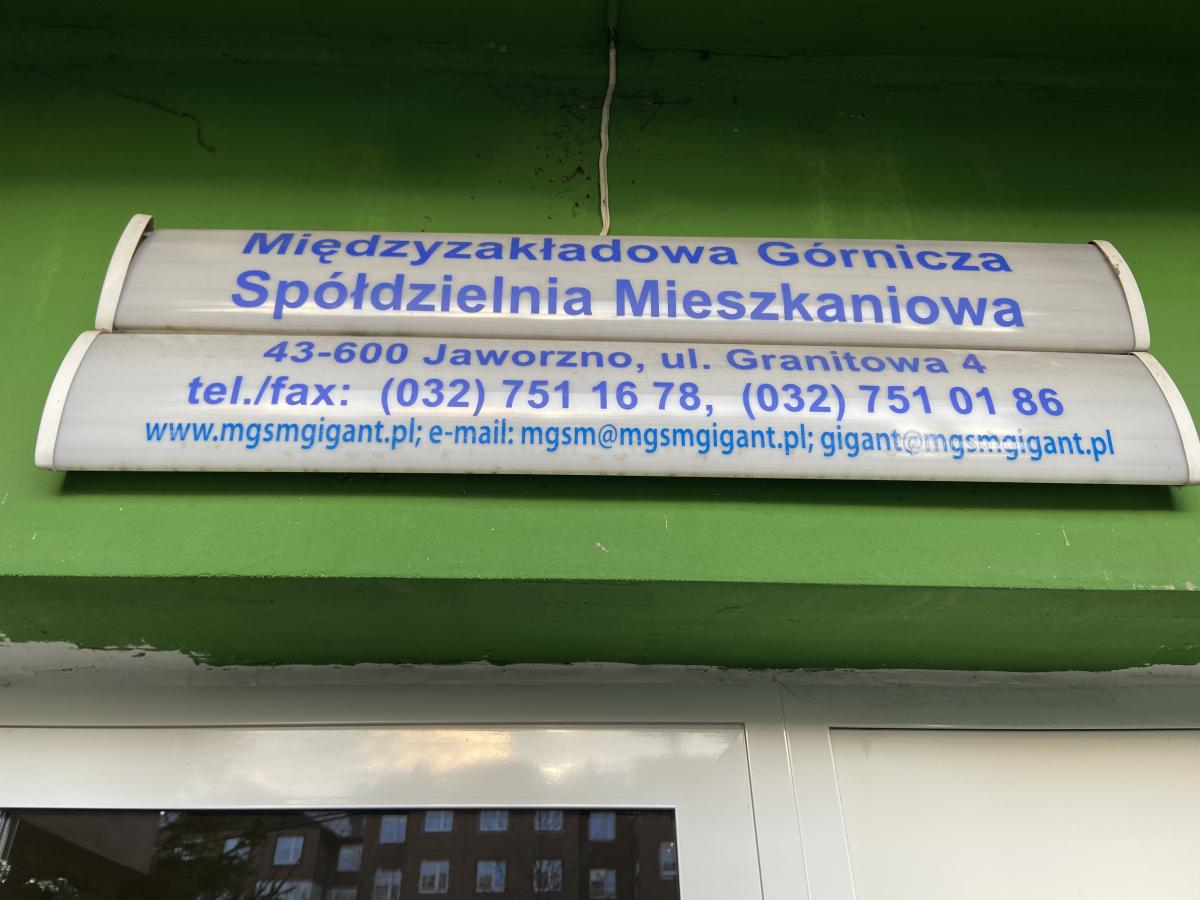 Międzyzakładowa Górnicza
Spółdzielnia Mieszkaniowa
43-600 Jaworzno, ul. Granitowa 4
tel./fax: (032) 751 16 78, (032) 751 01 86
www.mgsmgigant.pl; e-mail: mgsm@mgsmgigant.pl; gigant@mgsmgigant.pl